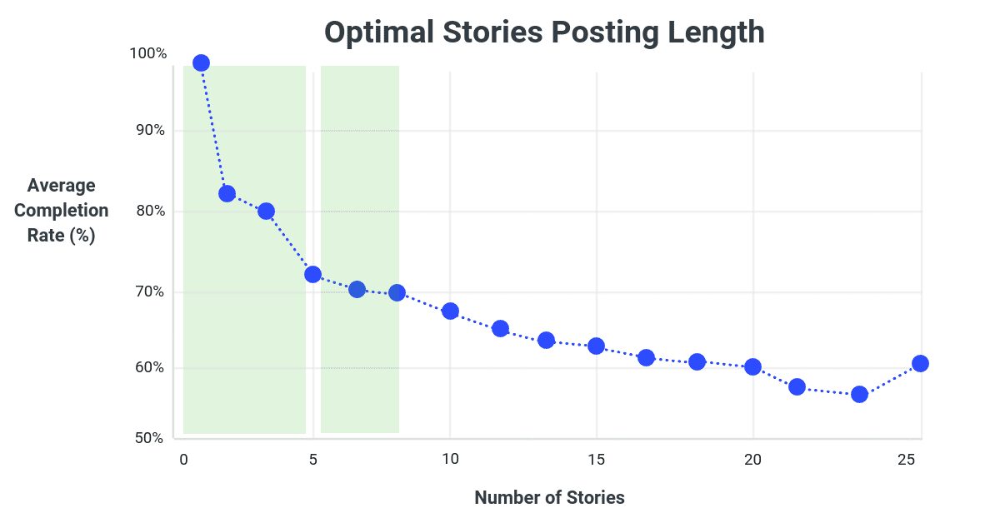 Optimal Stories Posting Length
100%
90%
Average
Completion
Rate (%)
80%
70%
60%
50%
0 5 10 15 20 25
Number of Stories